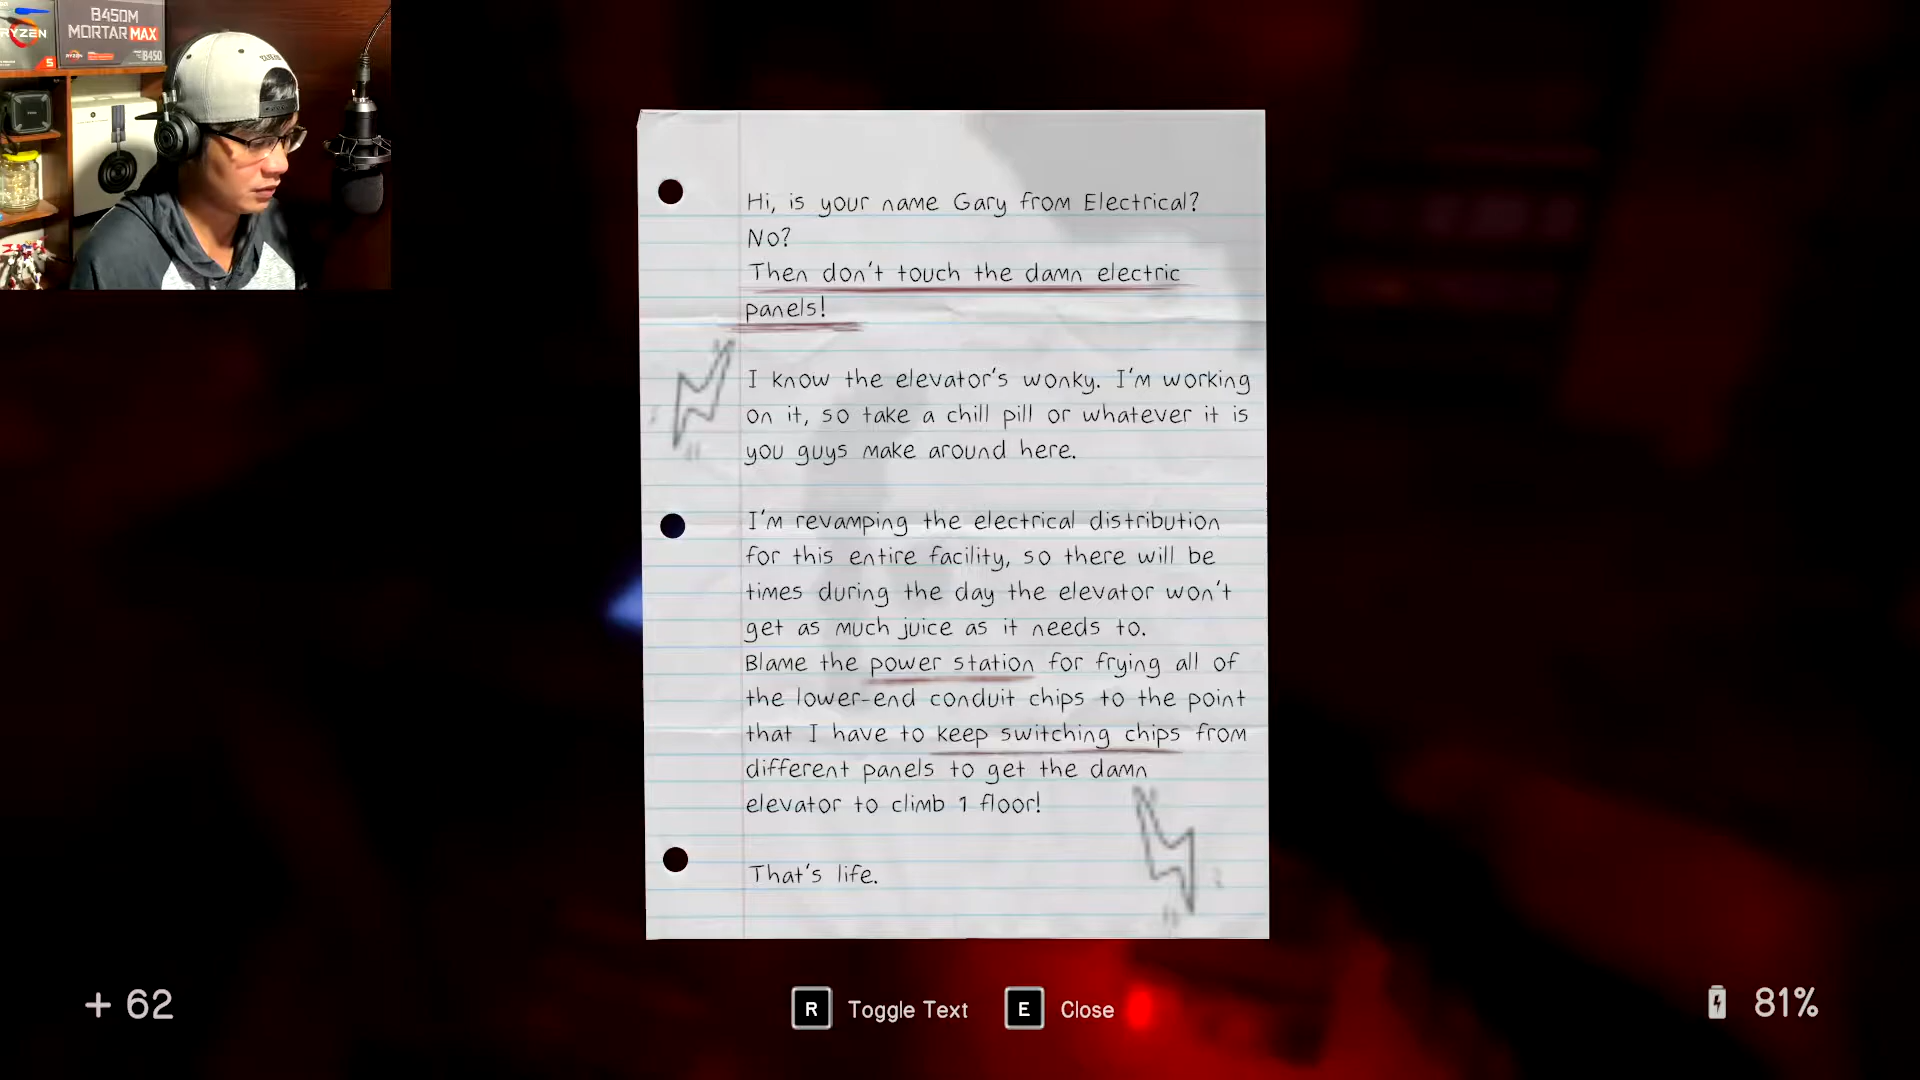 RYZEN
5
B450M
MORTAR MAX
B450
Hi, is your name Gary from Electrical?
No?
Then don't touch the damn electric
panels!
I know the elevator's wonky. I'm working
on it, so take a chill pill or whatever it is
you guys make around here.
I'm revamping the electrical distribution
for this entire facility, so there will be
times during the day the elevator won't
get as much juice as it needs to.
Blame the power station for frying all of
the lower-end conduit chips to the point
that I have to keep switching chips from
different panels to get the damn
elevator to climb 1 floor!
That's life.
+ 62
R Toggle Text E Close
81%